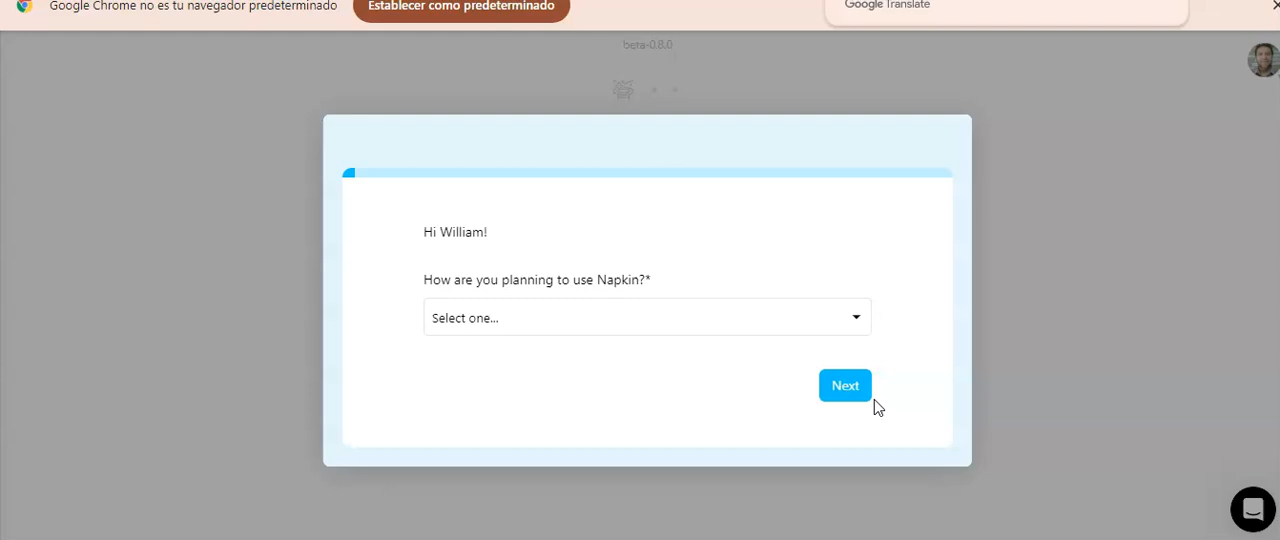 Google Chrome no es tu navegador predeterminado
Establecer como predeterminado
Google Translate
beta-0.8.0
Hi William!
How are you planning to use Napkin?*
Select one...
Next